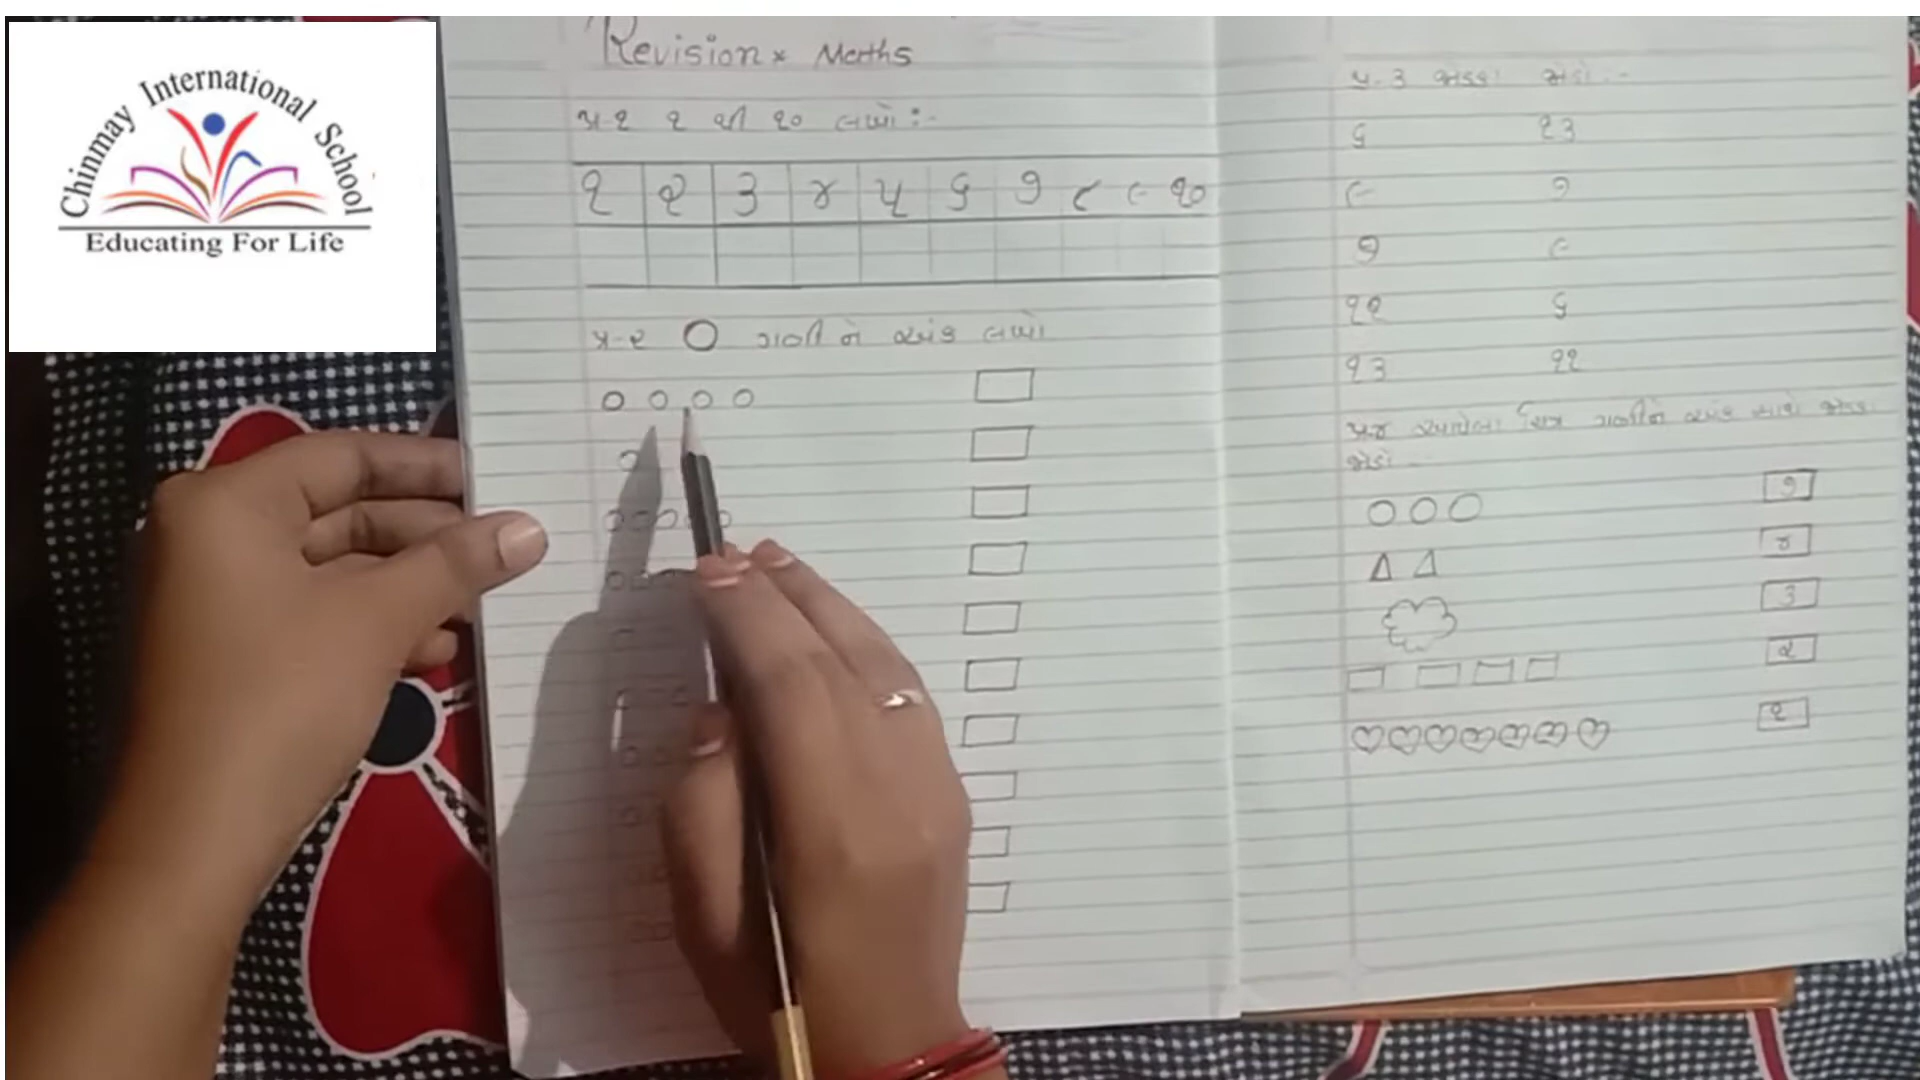 Chinmay International School
Educating For Life
Revision * Maths
પ્ર-૧ ૧ થી ૧૦ લખો :-
૧ ૨ ૩ ૪ ૫ ૬ ૭ ૮ ૯ ૧૦
પ્ર-૨ O ગણીને અંક લખો
પ્ર-૩ જોડકા જોડો :-
૬ ૧૩
૯ ૭
૭ ૯
૧૨ ૬
૧૩ ૧૨
પ્ર-૪ આપેલા ચિત્ર ગણીને અંક સાથે જોડકા
જોડો :-
૭
૪
૩
૨
૧